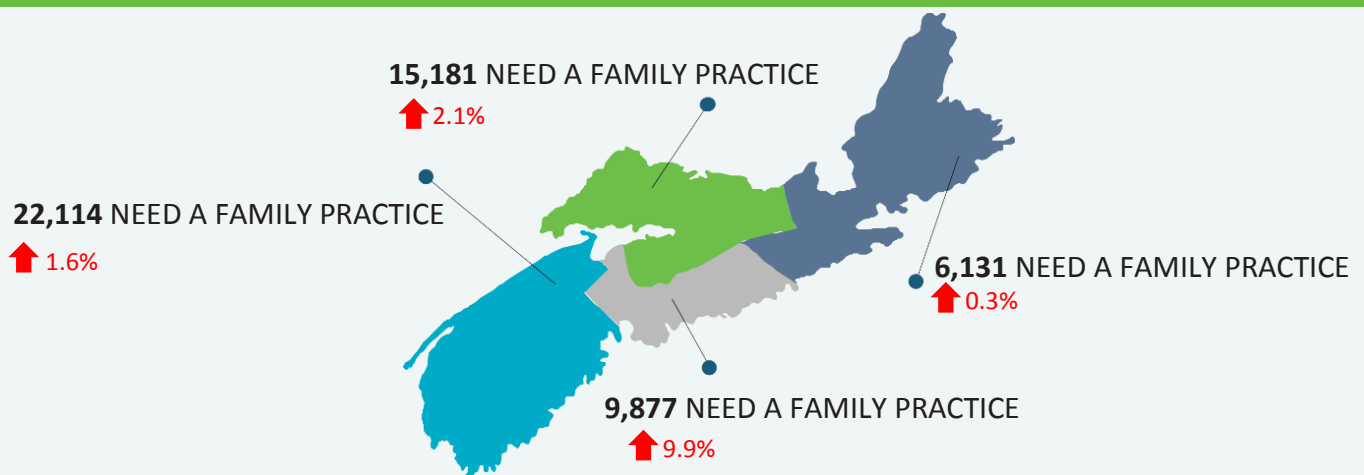 15,181 NEED A FAMILY PRACTICE
2.1%
22,114 NEED A FAMILY PRACTICE
1.6%
6,131 NEED A FAMILY PRACTICE
0.3%
9,877 NEED A FAMILY PRACTICE
9.9%